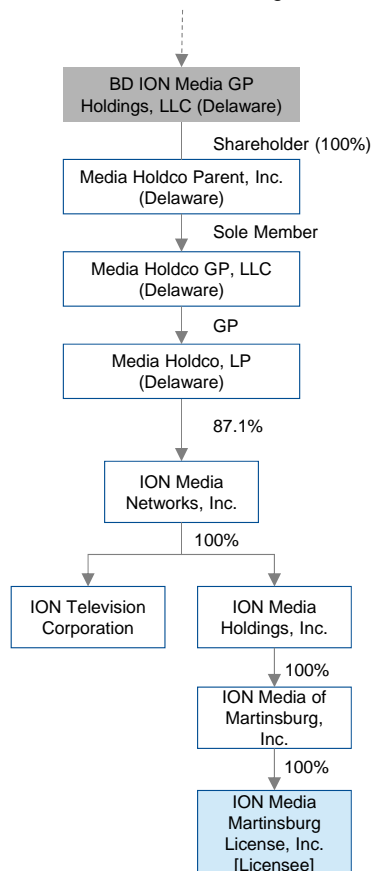 BD ION Media GP
Holdings, LLC (Delaware)
Shareholder (100%)
Media Holdco Parent, Inc.
(Delaware)
Sole Member
Media Holdco GP, LLC
(Delaware)
GP
Media Holdco, LP
(Delaware)
87.1%
ION Media
Networks, Inc.
100%
ION Television
Corporation
ION Media
Holdings, Inc.
100%
ION Media of
Martinsburg,
Inc.
100%
ION Media
Martinsburg
License, Inc.
[Licensee]